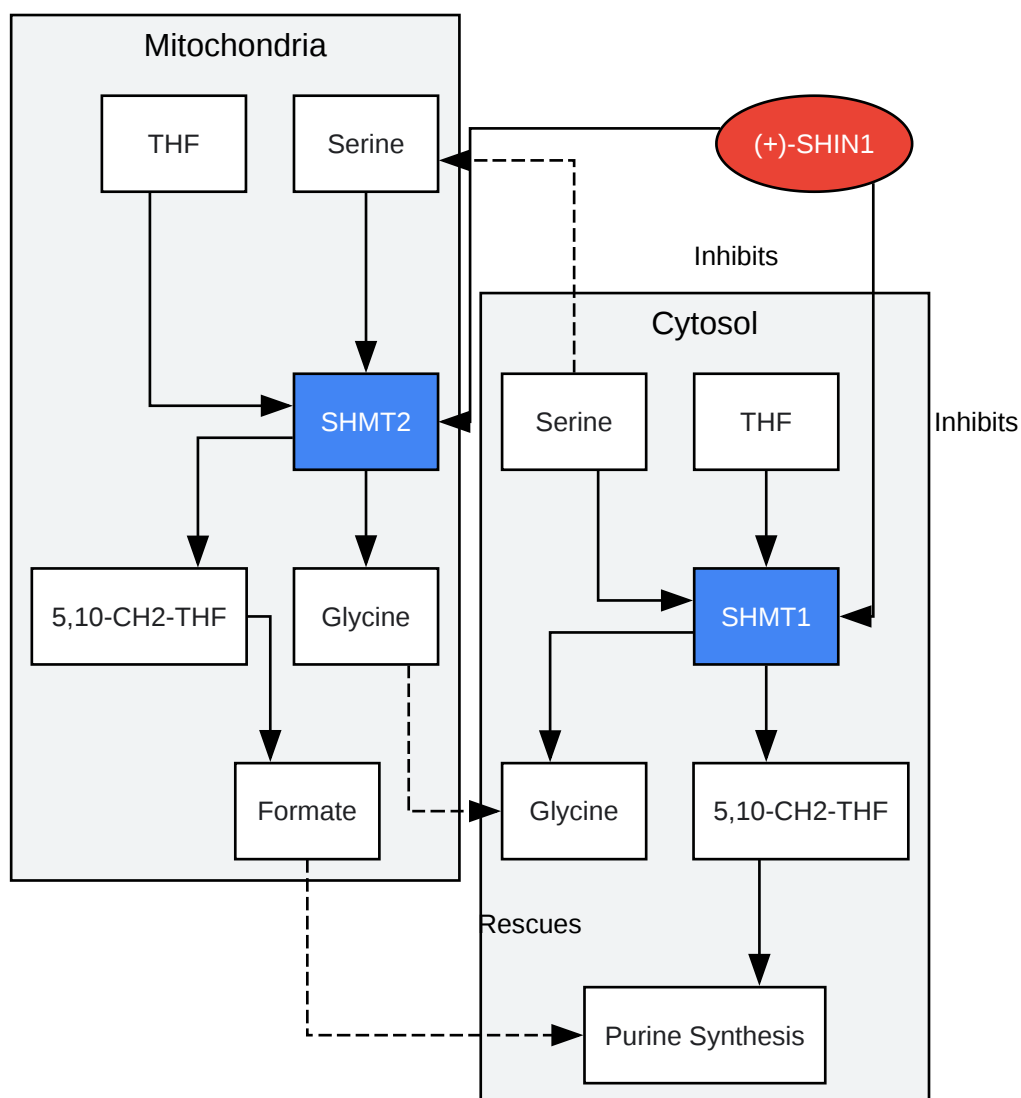 Mitochondria
THF
Serine
(+)-SHIN1
Inhibits
Cytosol
SHMT2
Serine
THF
Inhibits
5,10-CH2-THF
Glycine
SHMT1
Formate
Glycine
5,10-CH2-THF
Rescues
Purine Synthesis